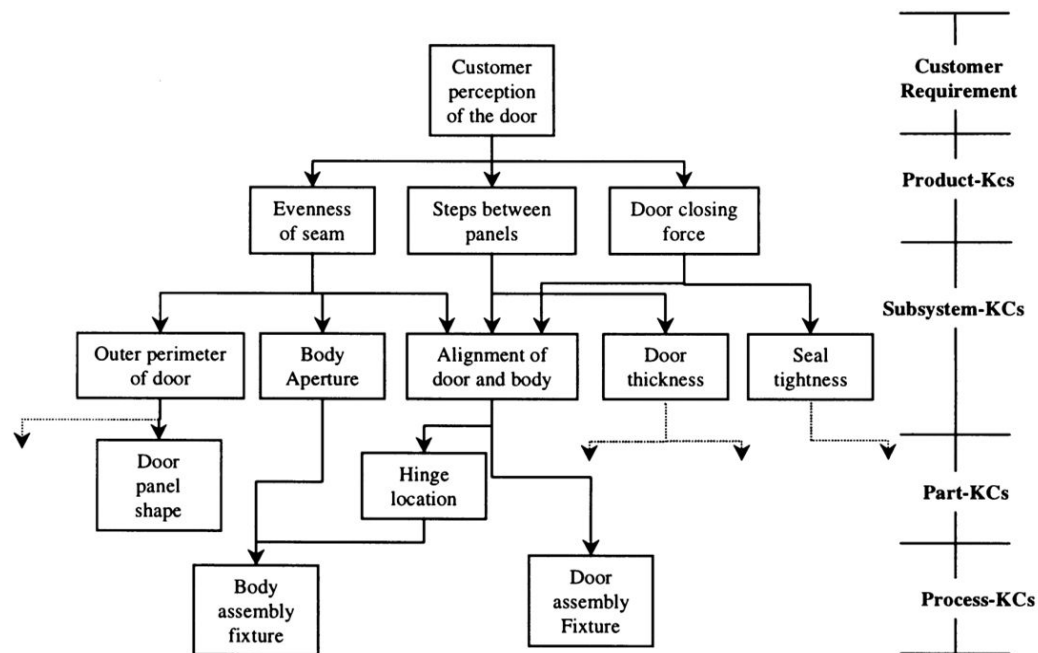 Customer
perception
of the door
Customer
Requirement
Product-Kcs
Evenness
of seam
Steps between
panels
Door closing
force
Subsystem-KCs
Outer perimeter
of door
Body
Aperture
Alignment of
door and body
Door
thickness
Seal
tightness
Door
panel
shape
Hinge
location
Part-KCs
Body
assembly
fixture
Door
assembly
Fixture
Process-KCs